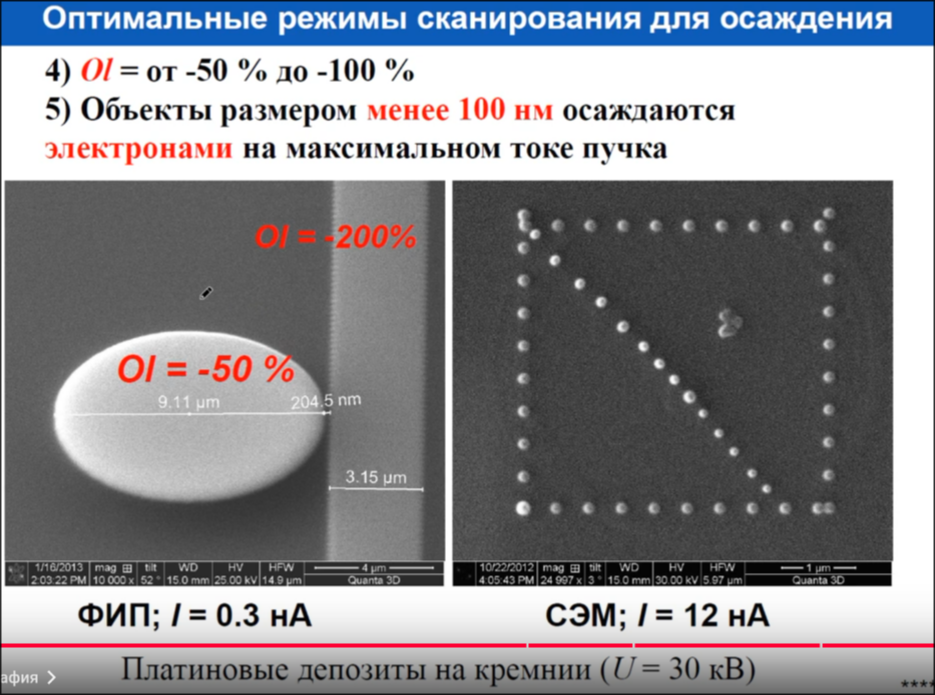 Оптимальные режимы сканирования для осаждения
4) Ol = от -50 % до -100 %
5) Объекты размером менее 100 нм осаждаются
электронами на максимальном токе пучка
Ol = -200%
Ol = -50 %
9.11 µm
204.5 nm
3.15 µm
1/16/2013 mag ⊞ tilt WD HV HFW 4 µm
2:03:22 PM 10 000 x 52 ° 15.0 mm 25.00 kV 14.9 µm Quanta 3D
10/22/2012 mag ⊞ tilt WD HV HFW 1 µm
4:05:43 PM 24 997 x 3 ° 15.0 mm 30.00 kV 5.97 µm Quanta 3D
ФИП; I = 0.3 нА
СЭМ; I = 12 нА
Платиновые депозиты на кремнии (U = 30 кВ)
афия >
****